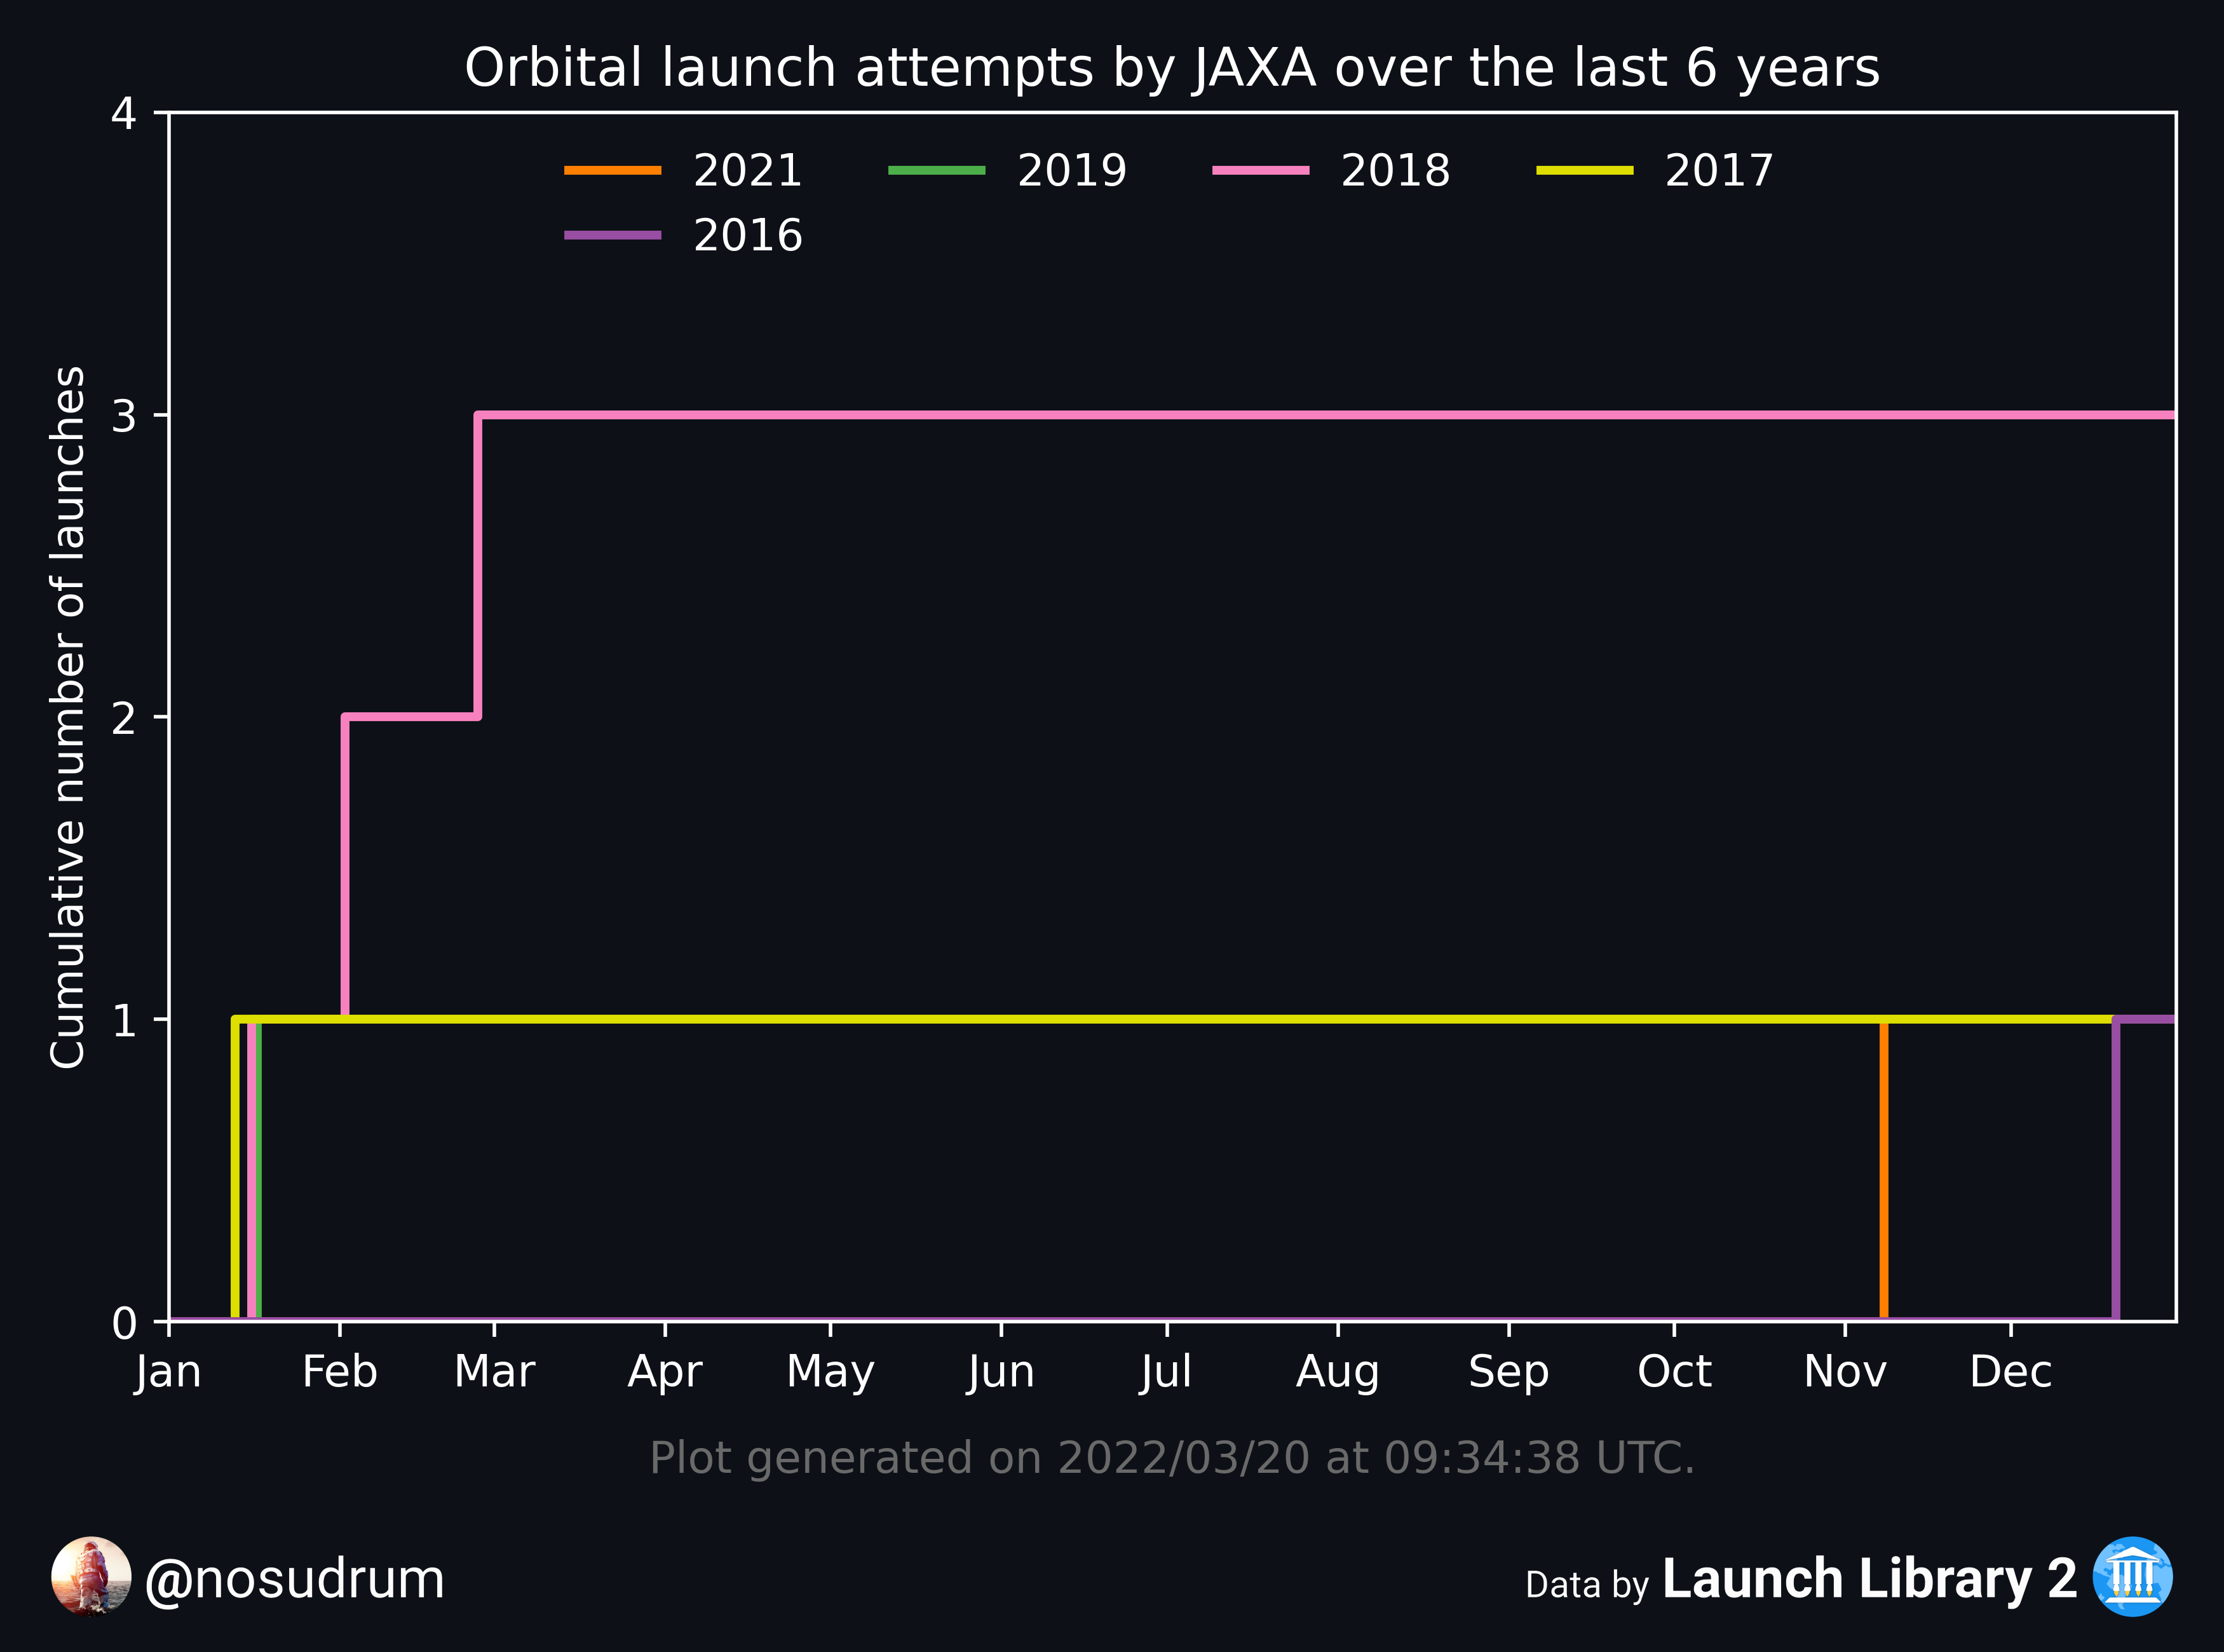 Orbital launch attempts by JAXA over the last 6 years
4
2021 2019 2018 2017
2016
3
2
1
0
Cumulative number of launches
Jan Feb Mar Apr May Jun Jul Aug Sep Oct Nov Dec
Plot generated on 2022/03/20 at 09:34:38 UTC.
@nosudrum
Data by Launch Library 2